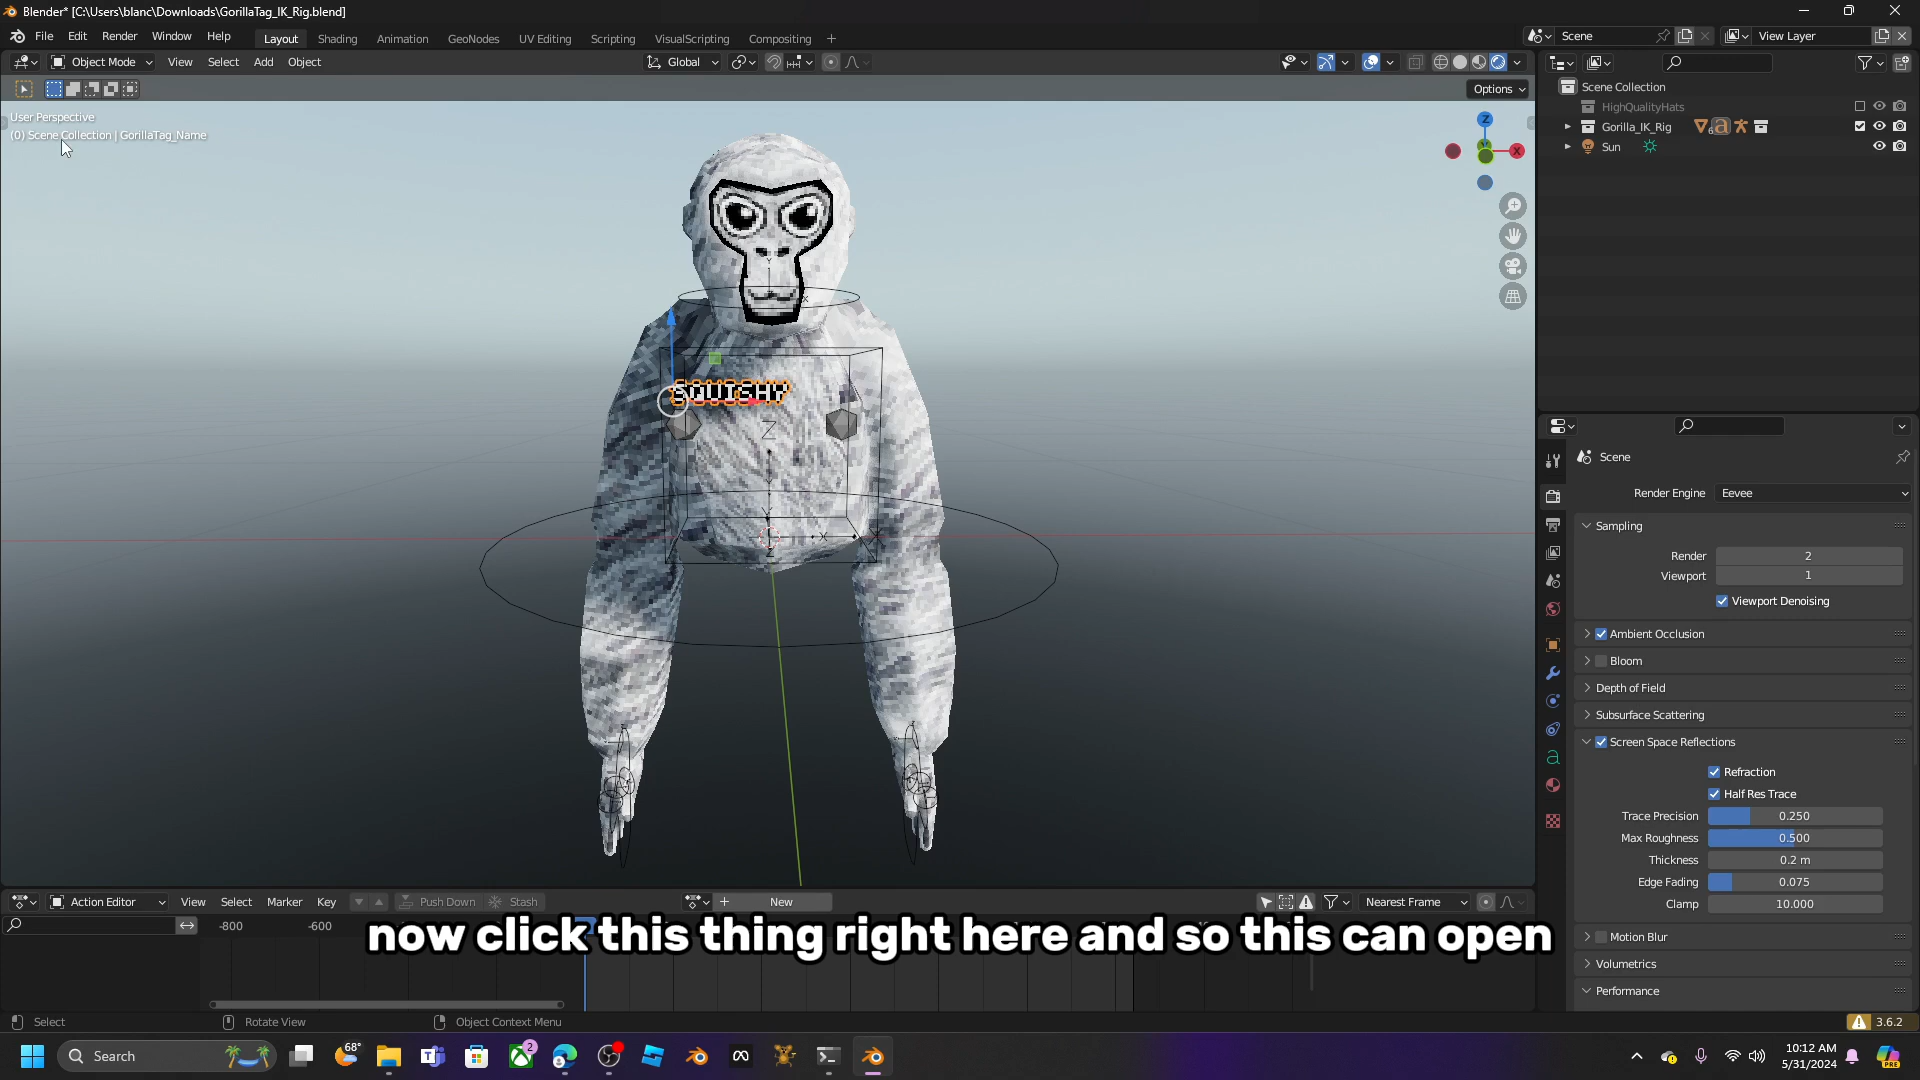 Blender* [C:\Users\blanc\Downloads\GorillaTag_IK_Rig.blend]
File Edit Render Window Help Layout Shading Animation GeoNodes UV Editing Scripting VisualScripting Compositing + Scene View Layer
Object Mode View Select Add Object Global
Options
User Perspective
(0) Scene Collection | GorillaTag_Name
Scene Collection
HighQualityHats
Gorilla_IK_Rig
Sun
Z
X
SQUISHY
Scene
Render Engine Eevee
Sampling
Render 2
Viewport 1
Viewport Denoising
Ambient Occlusion
Bloom
Depth of Field
Subsurface Scattering
Screen Space Reflections
Refraction
Half Res Trace
Trace Precision 0.250
Max Roughness 0.500
Thickness 0.2 m
Edge Fading 0.075
Clamp 10.000
Motion Blur
Volumetrics
Performance
Action Editor View Select Marker Key Push Down Stash + New Nearest Frame
-800 -600
now click this thing right here and so this can open
Select Rotate View Object Context Menu 3.6.2
Search 68° 2 10:12 AM
5/31/2024
PRE